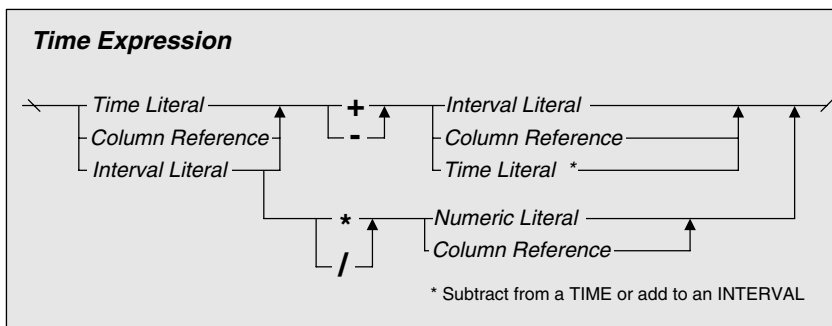 Time Expression
Time Literal + Interval Literal
Column Reference - Column Reference
Interval Literal Time Literal *
* Numeric Literal
/ Column Reference
* Subtract from a TIME or add to an INTERVAL